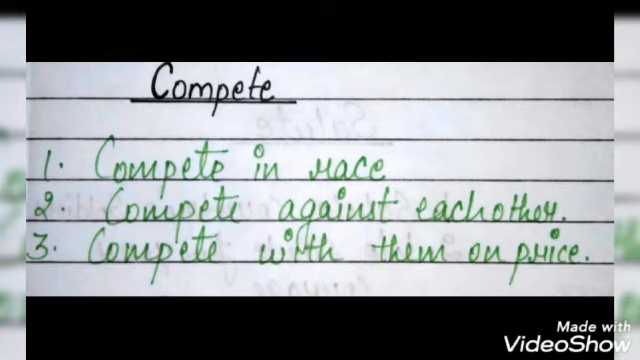 Compete
1. Compete in race
2. Compete against eachother.
3. Compete with them on price.
Made with
VideoShow